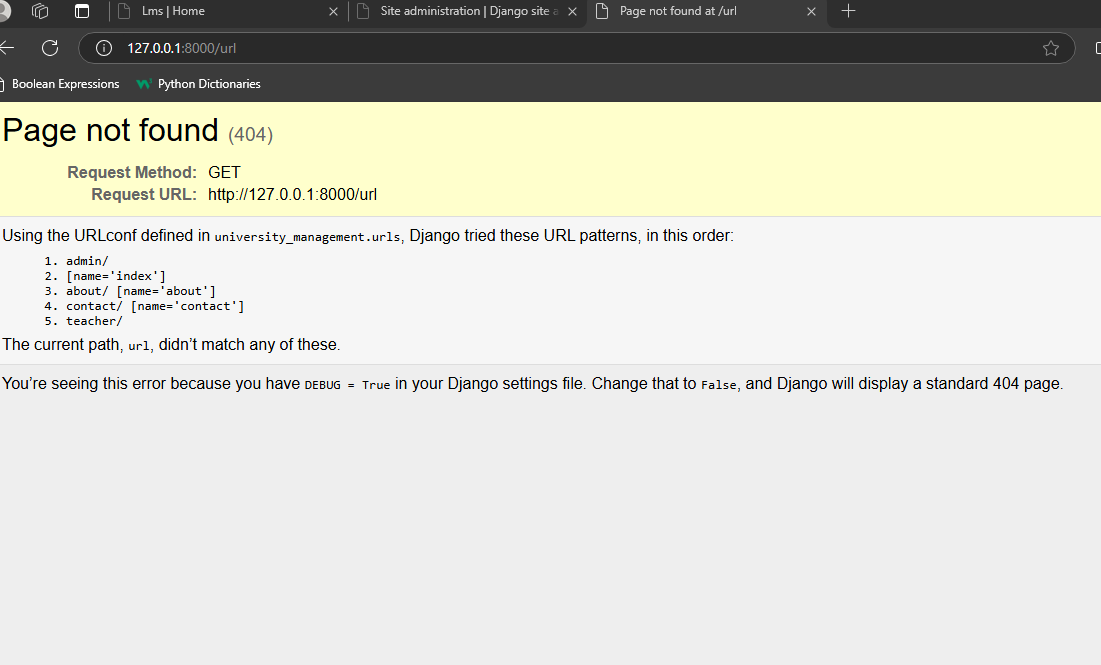 Lms | Home
Site administration | Django site a
Page not found at /url
127.0.0.1:8000/url
Boolean Expressions
Python Dictionaries
Page not found (404)
Request Method: GET
Request URL: http://127.0.0.1:8000/url
Using the URLconf defined in university_management.urls, Django tried these URL patterns, in this order:
1. admin/
2. [name='index']
3. about/ [name='about']
4. contact/ [name='contact']
5. teacher/
The current path, url, didn’t match any of these.
You’re seeing this error because you have DEBUG = True in your Django settings file. Change that to False, and Django will display a standard 404 page.